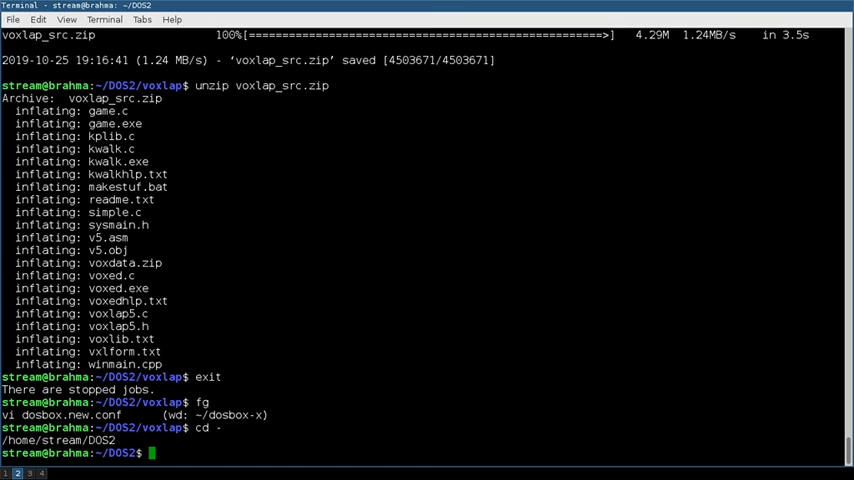 Terminal - stream@brahma: ~/DOS2
File Edit View Terminal Tabs Help
voxlap_src.zip 100%[=====================================================>] 4.29M 1.24MB/s in 3.5s
2019-10-25 19:16:41 (1.24 MB/s) - ‘voxlap_src.zip’ saved [4503671/4503671]
stream@brahma:~/DOS2/voxlap$ unzip voxlap_src.zip
Archive: voxlap_src.zip
inflating: game.c
inflating: game.exe
inflating: kplib.c
inflating: kwalk.c
inflating: kwalk.exe
inflating: kwalkhlp.txt
inflating: makestuf.bat
inflating: readme.txt
inflating: simple.c
inflating: sysmain.h
inflating: v5.asm
inflating: v5.obj
inflating: voxdata.zip
inflating: voxed.c
inflating: voxed.exe
inflating: voxedhlp.txt
inflating: voxlap5.c
inflating: voxlap5.h
inflating: voxlib.txt
inflating: vxlform.txt
inflating: winmain.cpp
stream@brahma:~/DOS2/voxlap$ exit
There are stopped jobs.
stream@brahma:~/DOS2/voxlap$ fg
vi dosbox.new.conf (wd: ~/dosbox-x)
stream@brahma:~/DOS2/voxlap$ cd -
/home/stream/DOS2
stream@brahma:~/DOS2$
1 2 3 4